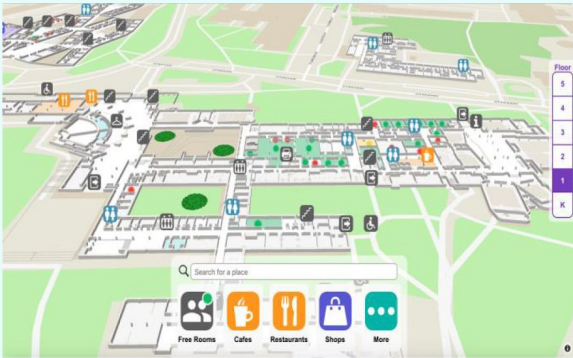 Floor
5
4
3
2
1
K
Search for a place
Free Rooms
Cafes
Restaurants
Shops
More